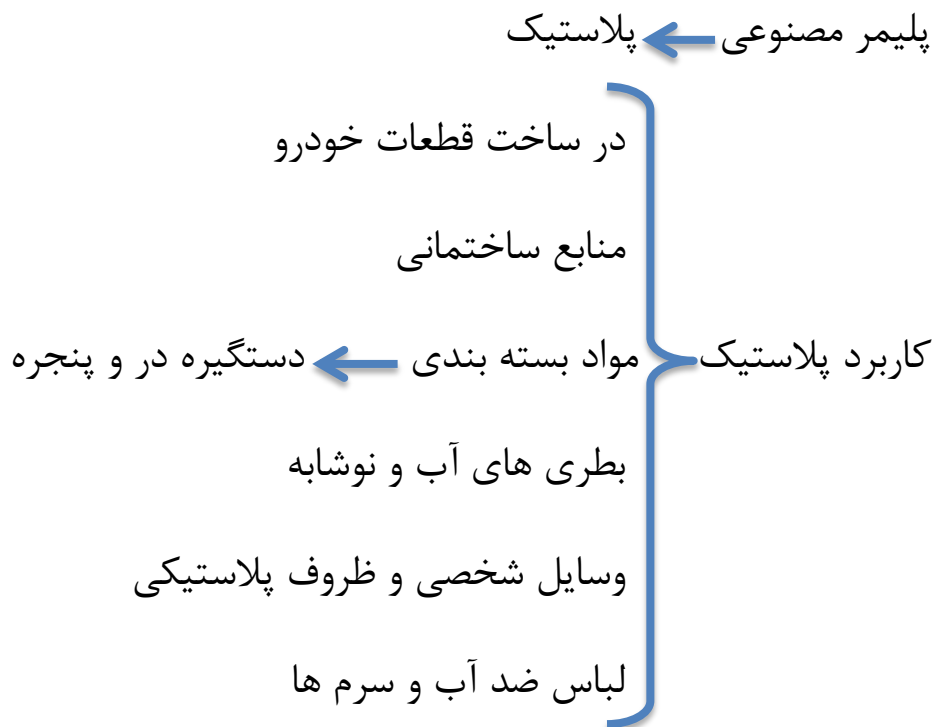 پلیمر مصنوعی پلاستیک
در ساخت قطعات خودرو
منابع ساختمانی
کاربرد پلاستیک مواد بسته بندی دستگیره در و پنجره
بطری های آب و نوشابه
وسایل شخصی و ظروف پلاستیکی
لباس ضد آب و سرم ها